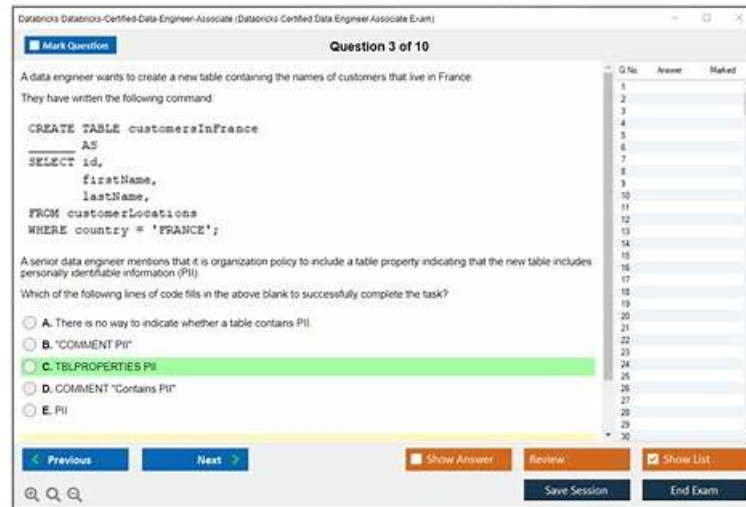 Databricks Databricks-Certified-Data-Engineer-Associate (Databricks Certified Data Engineer Associate Exam)
Mark Question
Question 3 of 10
Q No. Answer Marked
A data engineer wants to create a new table containing the names of customers that live in France.
They have written the following command:
CREATE TABLE customersInFrance
_____ AS
SELECT id,
firstName,
lastName,
FROM customerLocations
WHERE country = 'FRANCE';
A senior data engineer mentions that it is organization policy to include a table property indicating that the new table includes
personally identifiable information (PII).
Which of the following lines of code fills in the above blank to successfully complete the task?
A. There is no way to indicate whether a table contains PII.
B. "COMMENT PII"
C. TBLPROPERTIES PII
D. COMMENT "Contains PII"
E. PII
1
2
3
4
5
6
7
8
9
10
11
12
13
14
15
16
17
18
19
20
21
22
23
24
25
26
27
28
29
30
Previous
Next
Show Answer
Review
Show List
Save Session
End Exam